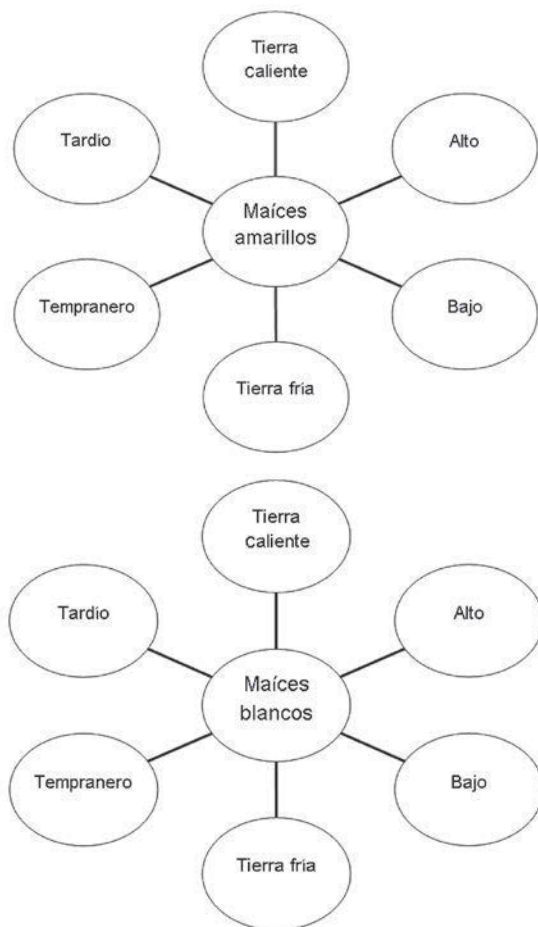 Tierra
caliente
Tardio
Alto
Maíces
amarillos
Tempranero
Bajo
Tierra fria
Tierra
caliente
Tardio
Alto
Maíces
blancos
Tempranero
Bajo
Tierra fria